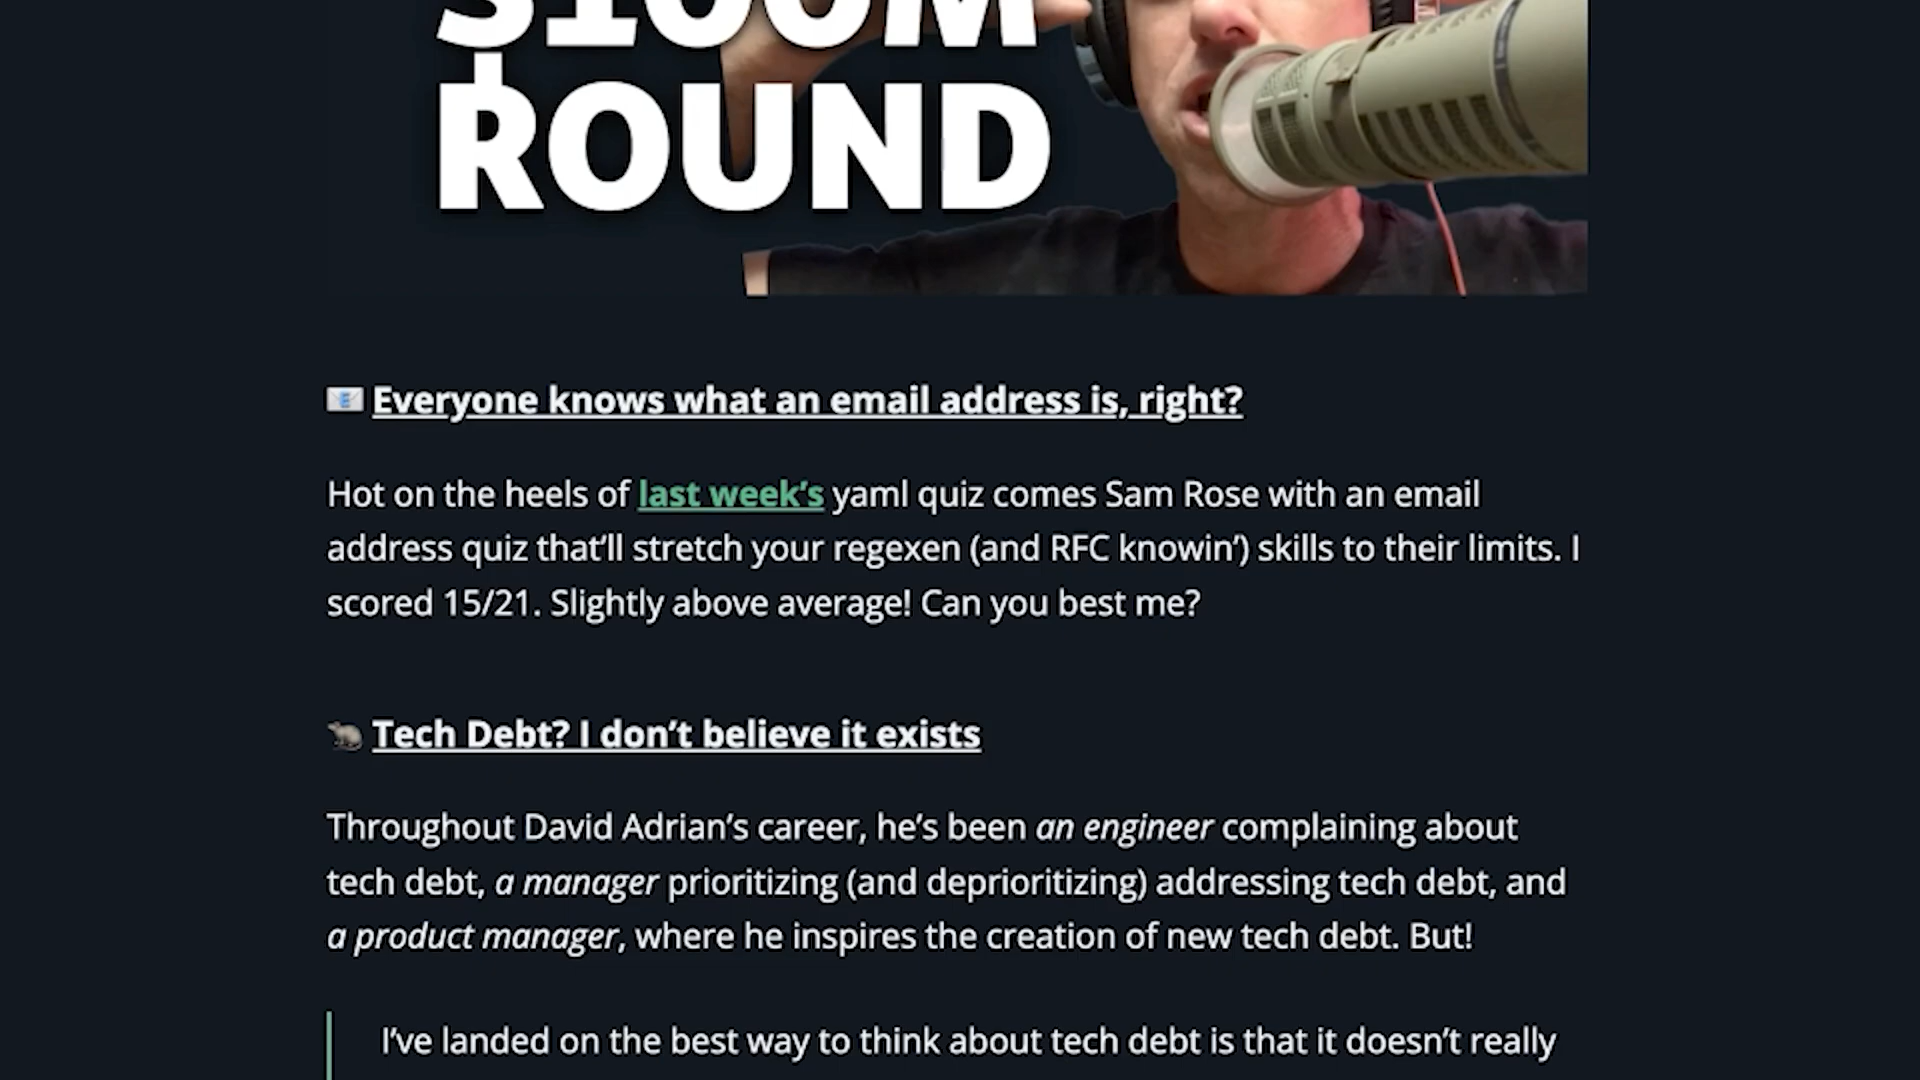 $100M
ROUND
Everyone knows what an email address is, right?
Hot on the heels of last week’s yaml quiz comes Sam Rose with an email
address quiz that’ll stretch your regexen (and RFC knowin’) skills to their limits. I
scored 15/21. Slightly above average! Can you best me?
Tech Debt? I don’t believe it exists
Throughout David Adrian’s career, he’s been an engineer complaining about
tech debt, a manager prioritizing (and deprioritizing) addressing tech debt, and
a product manager, where he inspires the creation of new tech debt. But!
I’ve landed on the best way to think about tech debt is that it doesn’t really